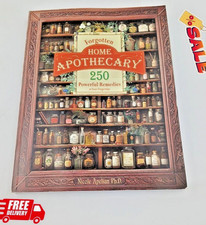 SALE
Forgotten
HOME
APOTHECARY
250
Powerful Remedies
Nicole Apelian Ph.D.
FREE
DELIVERY